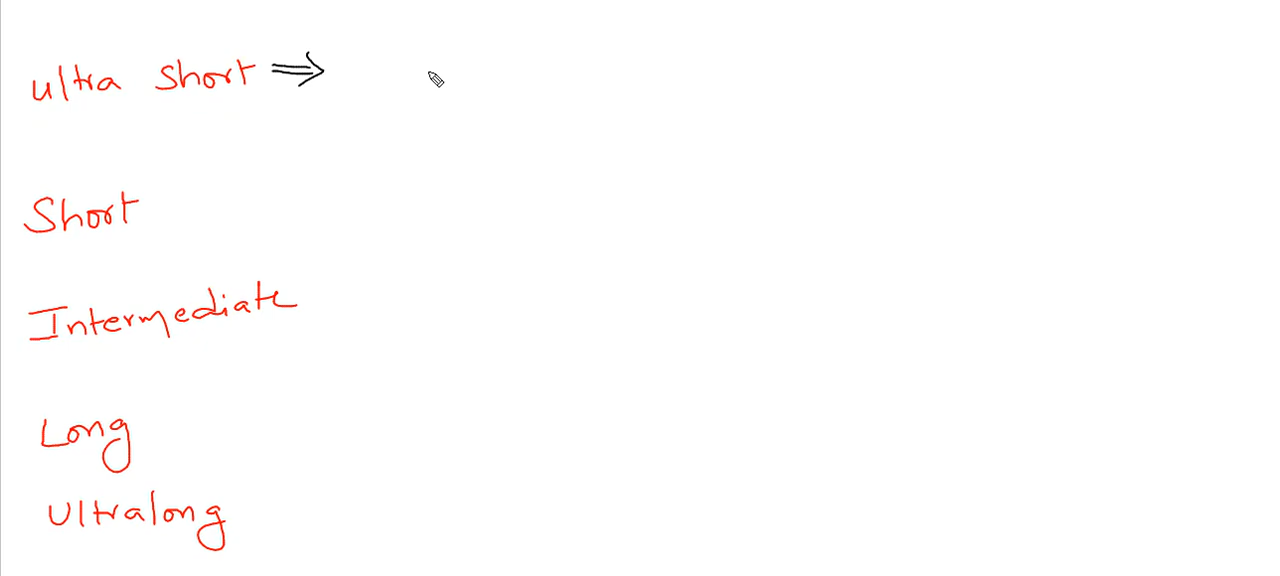 ultra short ⇒
Short
Intermediate
Long
Ultralong